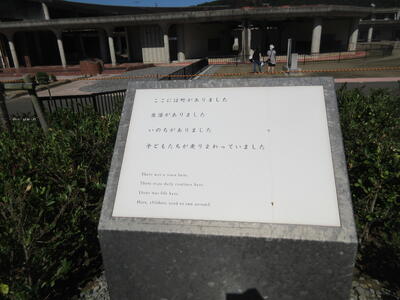 ここには町がありました
生活がありました
いのちがありました
子どもたちが走りまわっていました
There was a town here.
There were daily routines here.
There was life here.
Here, children used to run around.